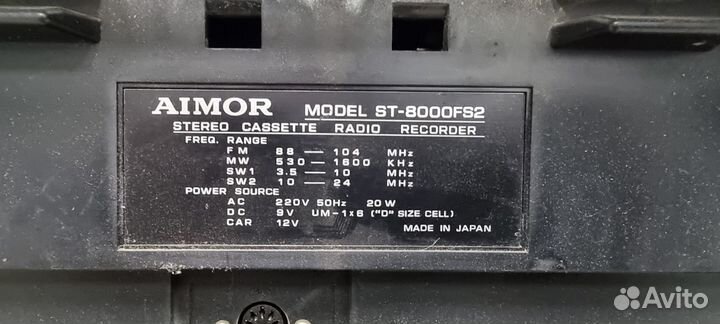 AIMOR MODEL ST-8000FS2
STEREO CASSETTE RADIO RECORDER
FREQ. RANGE
FM 88 — 104 MHz
MW 530 — 1600 KHz
SW1 3.5 — 10 MHz
SW2 10 — 24 MHz
POWER SOURCE
AC 220V 50Hz 20W
DC 9V UM-1x6 ("D" SIZE CELL)
CAR 12V MADE IN JAPAN
Avito